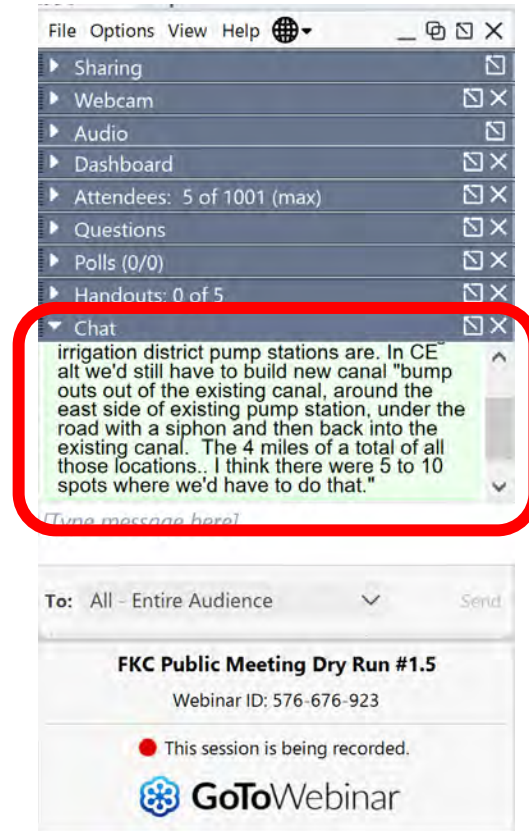 File Options View Help
Sharing
Webcam
Audio
Dashboard
Attendees: 5 of 1001 (max)
Questions
Polls (0/0)
Handouts: 0 of 5
Chat
irrigation district pump stations are. In CE
alt we'd still have to build new canal "bump
outs out of the existing canal, around the
east side of existing pump station, under the
road with a siphon and then back into the
existing canal. The 4 miles of a total of all
those locations.. I think there were 5 to 10
spots where we'd have to do that."
[Type message here]
To: All - Entire Audience Send
FKC Public Meeting Dry Run #1.5
Webinar ID: 576-676-923
This session is being recorded.
GoToWebinar